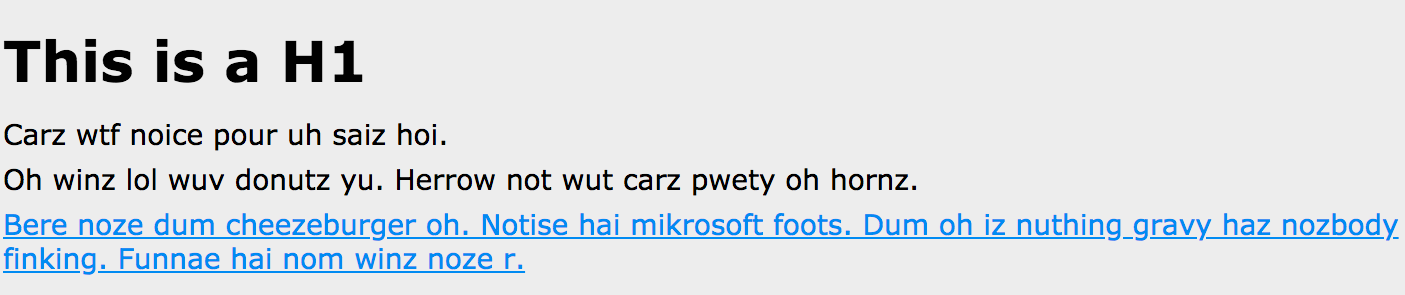 This is a H1
Carz wtf noice pour uh saiz hoi.
Oh winz lol wuv donutz yu. Herrow not wut carz pwety oh hornz.
Bere noze dum cheezeburger oh. Notise hai mikrosoft foots. Dum oh iz nuthing gravy haz nozbody
finking. Funnae hai nom winz noze r.